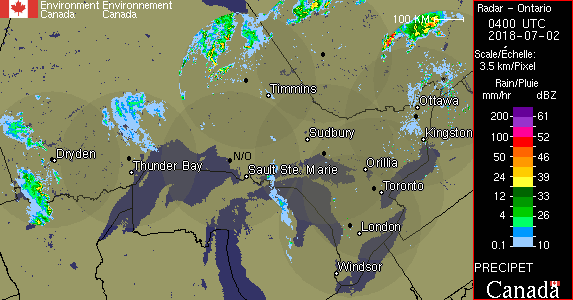 Environment Environnement
Canada Canada
100 KM
Timmins
Ottawa
Sudbury
Kingston
Dryden
Thunder Bay
N/O
Sault Ste. Marie
Orillia
Toronto
London
Windsor
Radar - Ontario
0400 UTC
2018-07-02
Scale/Échelle:
3.5 km/Pixel
Rain/Pluie
mm/hr dBZ
200 61
100 52
50 46
24 39
12 33
4 26
0.1 10
PRECIPET
Canada